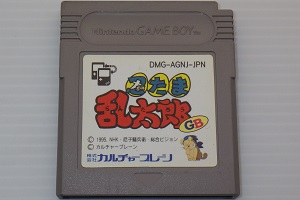 Nintendo GAME BOY™
DMG-AGNJ-JPN
忍たま
乱太郎
GB
© 1995, NHK・尼子騒兵衛・総合ビジョン
© カルチャーブレーン
株式会社 カルチャーブレーン